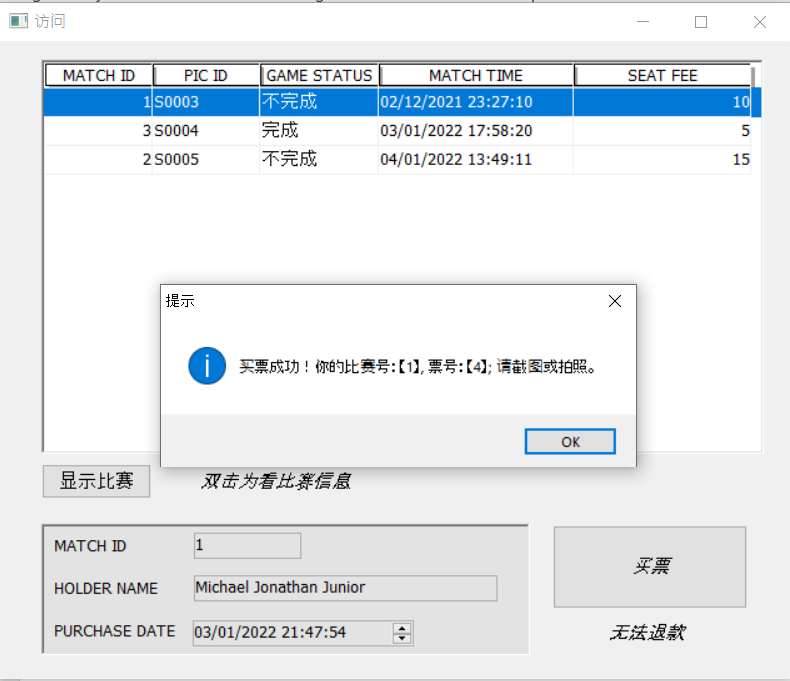 访问
MATCH ID PIC ID GAME STATUS MATCH TIME SEAT FEE
1 S0003 不完成 02/12/2021 23:27:10 10
3 S0004 完成 03/01/2022 17:58:20 5
2 S0005 不完成 04/01/2022 13:49:11 15
提示
买票成功！你的比赛号:【1】, 票号:【4】; 请截图或拍照。
OK
显示比赛 双击为看比赛信息
MATCH ID 1
HOLDER NAME Michael Jonathan Junior
PURCHASE DATE 03/01/2022 21:47:54
买票
无法退款